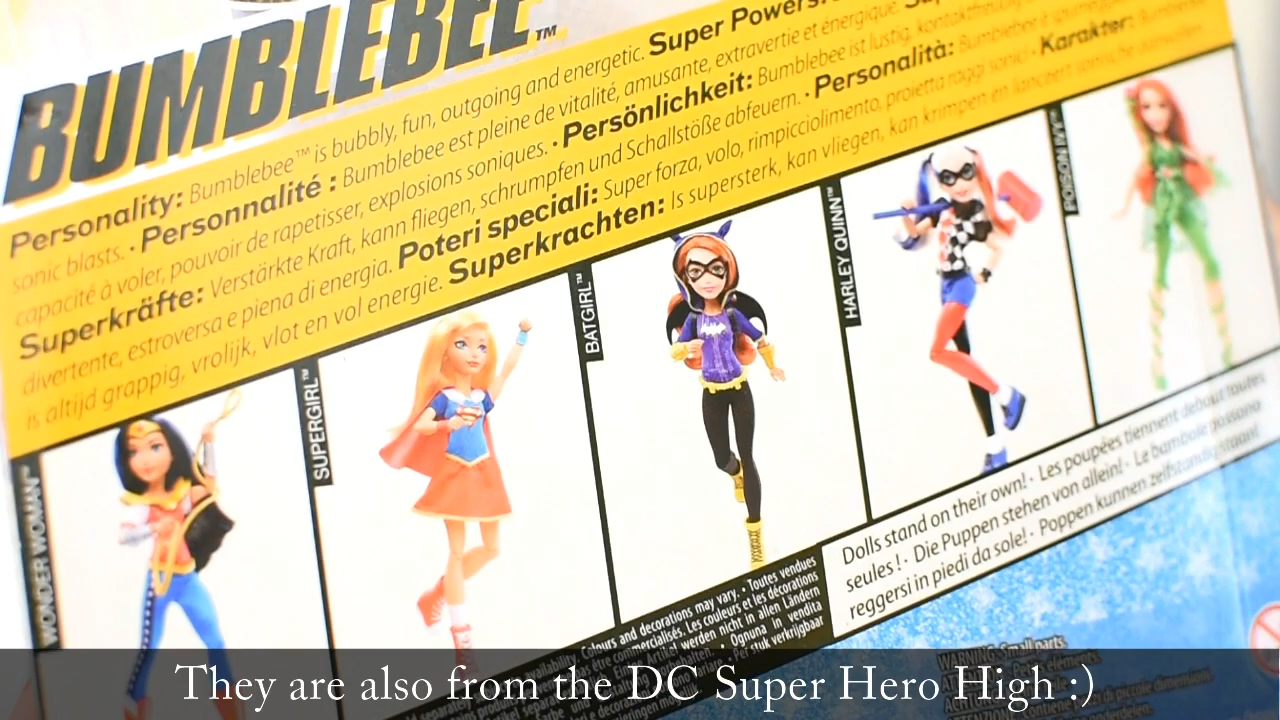 BUMBLEBEE™
Personality: Bumblebee™ is bubbly, fun, outgoing and energetic. Super Powers:
sonic blasts. • Personnalité : Bumblebee est pleine de vitalité, amusante, extravertie et énergique.
capacité à voler, pouvoir de rapetisser, explosions soniques. • Persönlichkeit: Bumblebee ist lustig, kontaktfreudig
Superkräfte: Verstärkte Kraft, kann fliegen, schrumpfen und Schallstöße abfeuern. • Personalità: Bumblebee è
divertente, estroversa e piena di energia. Poteri speciali: Super forza, volo, rimpicciolimento, proietta raggi sonici • Karakter: Bumblebee
is altijd grappig, vrolijk, vlot en vol energie. Superkrachten: Is supersterk, kan vliegen, kan krimpen en lanceert sonische
WONDER WOMAN™
SUPERGIRL™
BATGIRL™
HARLEY QUINN™
POISON IVY™
Dolls stand on their own! • Les poupées tiennent debout toutes
seules ! • Die Puppen stehen von allein! • Le bambole possono
reggersi in piedi da sole! • Poppen kunnen zelfstandig staan!
Colours and decorations may vary. • Toutes vendues
commercialisés. Les couleurs et les décorations
werden nicht in allen Ländern
• Ognuna in vendita
Per stuk verkrijgbaar
WARNING: Small parts.
They are also from the DC Super Hero High :)